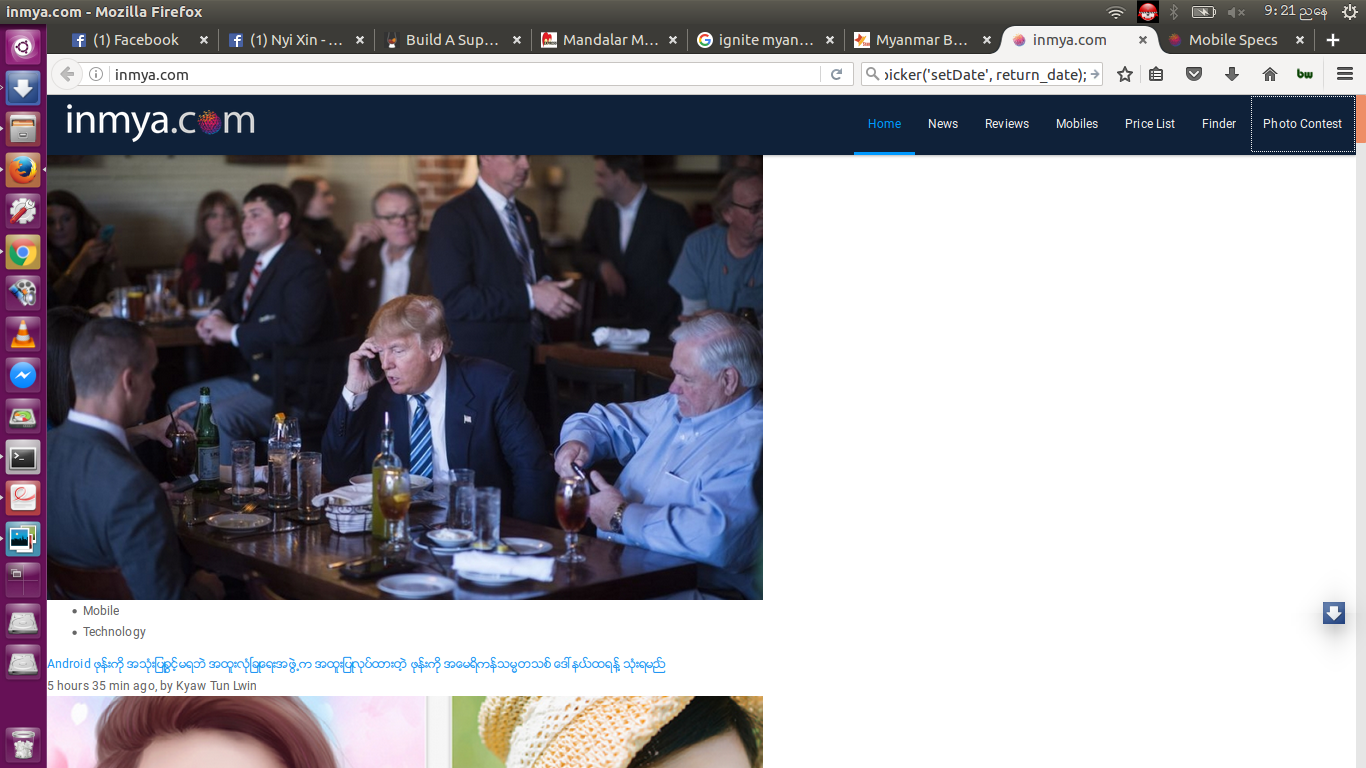 inmya.com - Mozilla Firefox
9:21 ညနေ
(1) Facebook
(1) Nyi Xin - ...
Build A Sup...
Mandalar M...
ignite myan...
Myanmar B...
inmya.com
Mobile Specs
inmya.com
picker('setDate', return_date);
bw
inmya.com
Home
News
Reviews
Mobiles
Price List
Finder
Photo Contest
Mobile
Technology
Android ဖုန်းကို အသုံးပြုခွင့်မရဘဲ အထူးလုံခြုံရေးအဖွဲ့က အထူးပြုလုပ်ထားတဲ့ ဖုန်းကို အမေရိကန်သမ္မတသစ် ဒေါ်နယ်ထရန့် သုံးရမည်
5 hours 35 min ago, by Kyaw Tun Lwin